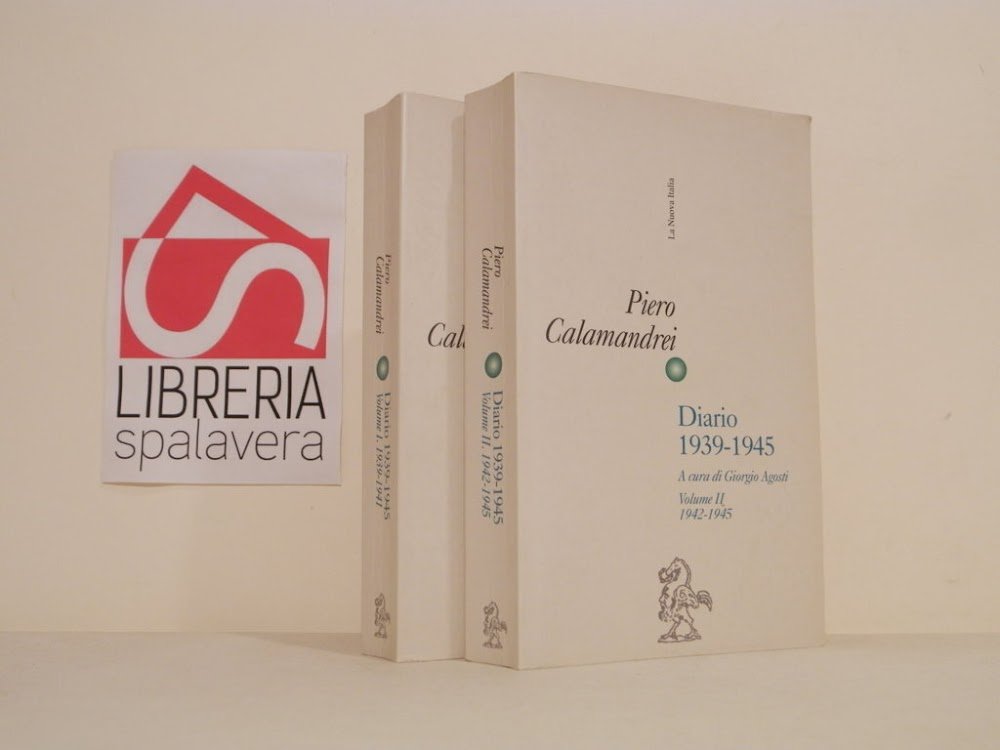 LIBRERIA
spalavera
Piero
Calamandrei
Diario 1939-1945
Volume I. 1939-1941
Cal
Piero
Calamandrei
Diario 1939-1945
Volume II. 1942-1945
La Nuova Italia
Piero
Calamandrei
Diario
1939-1945
A cura di Giorgio Agosti
Volume II
1942-1945